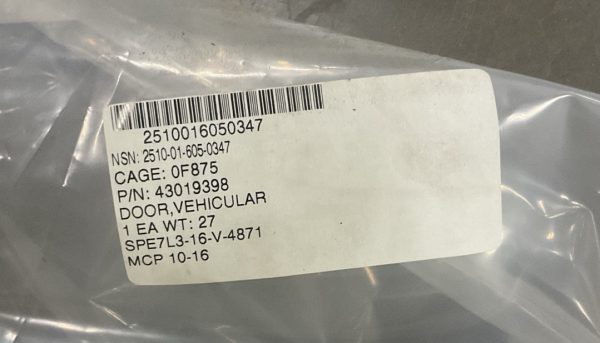 2510016050347
NSN: 2510-01-605-0347
CAGE: 0F875
P/N: 43019398
DOOR,VEHICULAR
1 EA WT: 27
SPE7L3-16-V-4871
MCP 10-16